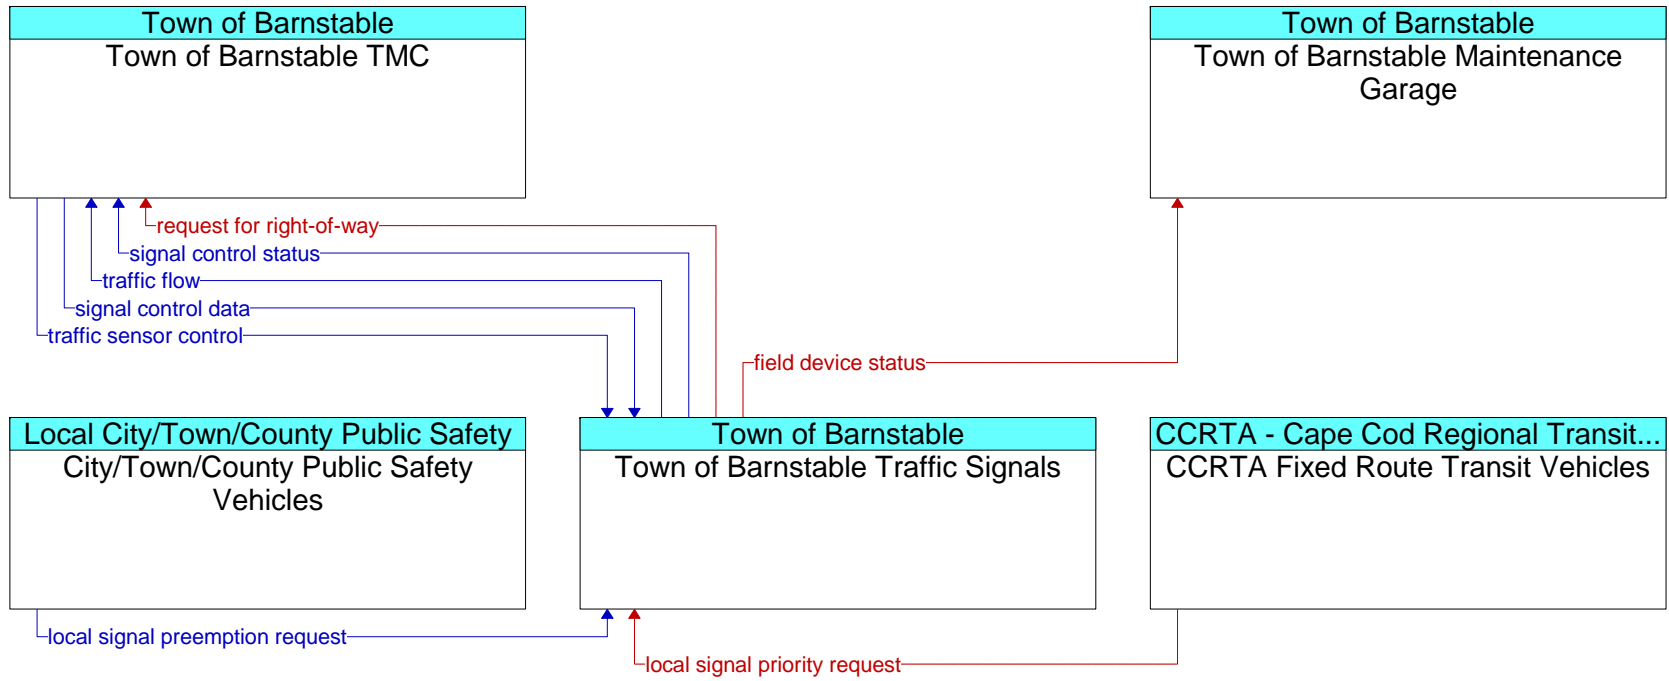 Town of Barnstable
Town of Barnstable TMC
Town of Barnstable
Town of Barnstable Maintenance
Garage
request for right-of-way
signal control status
traffic flow
signal control data
traffic sensor control
field device status
Local City/Town/County Public Safety
City/Town/County Public Safety
Vehicles
Town of Barnstable
Town of Barnstable Traffic Signals
CCRTA - Cape Cod Regional Transit...
CCRTA Fixed Route Transit Vehicles
local signal preemption request
local signal priority request